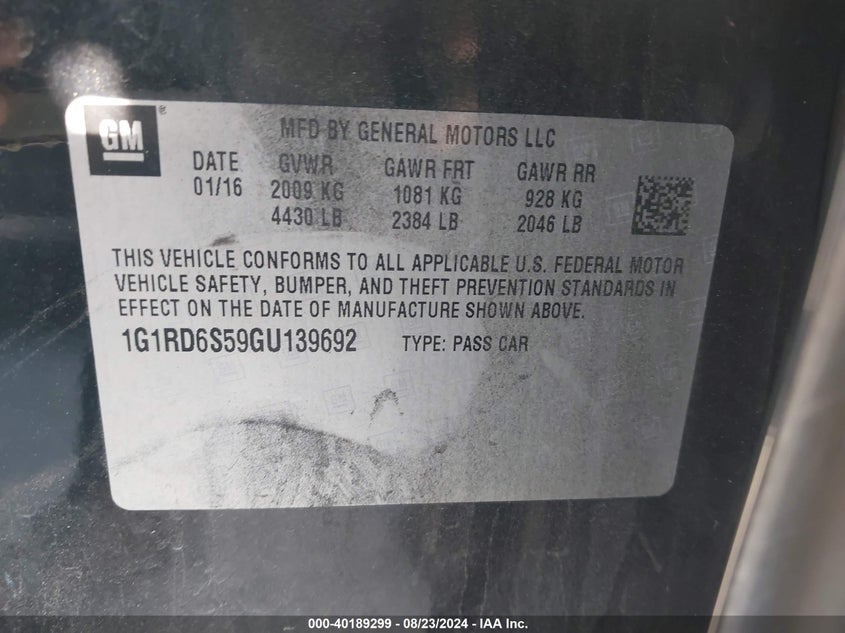 GM ®
MFD BY GENERAL MOTORS LLC
DATE GVWR GAWR FRT GAWR RR
01/16 2009 KG 1081 KG 928 KG
4430 LB 2384 LB 2046 LB
THIS VEHICLE CONFORMS TO ALL APPLICABLE U.S. FEDERAL MOTOR
VEHICLE SAFETY, BUMPER, AND THEFT PREVENTION STANDARDS IN
EFFECT ON THE DATE OF MANUFACTURE SHOWN ABOVE.
1G1RD6S59GU139692 TYPE: PASS CAR
000-40189299 - 08/23/2024 - IAA Inc.